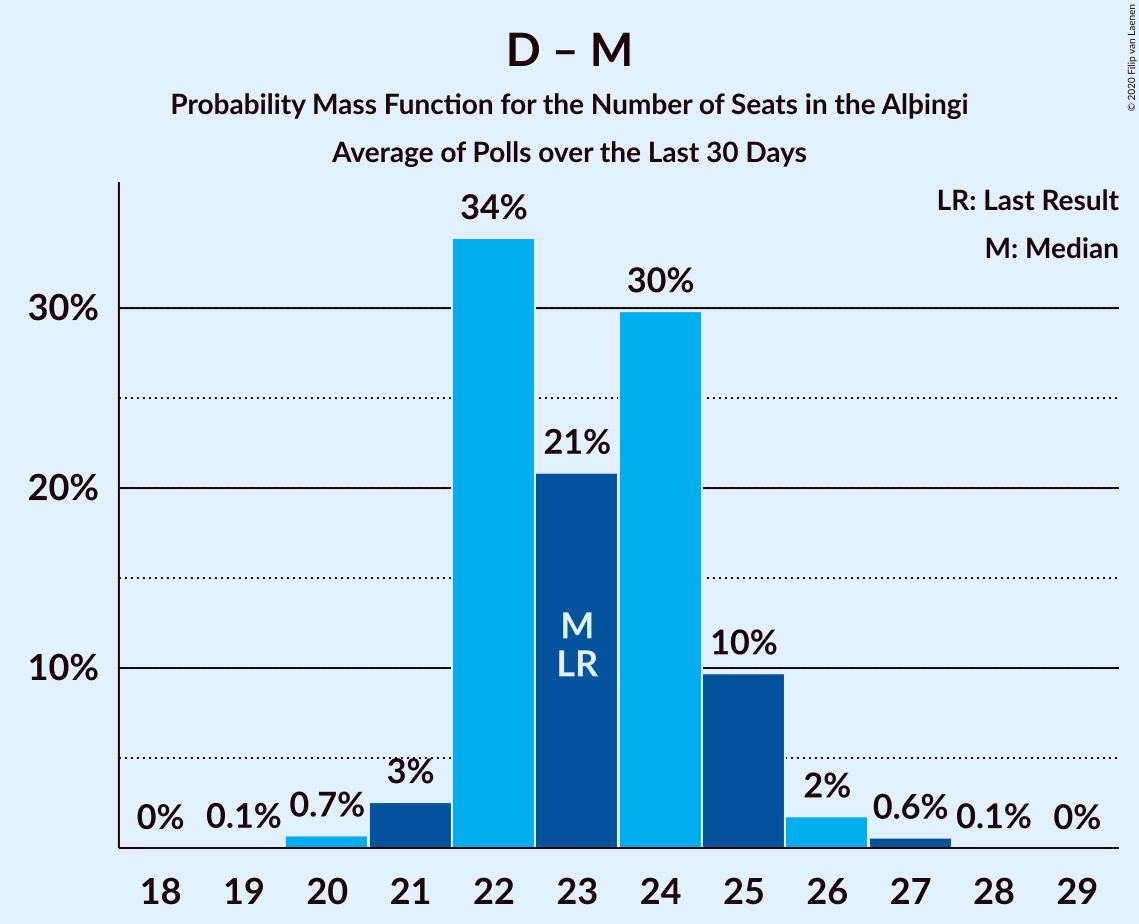 D – M
Probability Mass Function for the Number of Seats in the Alþingi
Average of Polls over the Last 30 Days
© 2020 Filip van Laenen
LR: Last Result
M: Median
30%
20%
10%
0%
0.1%
0.7%
3%
34%
21%
30%
10%
2%
0.6%
0.1%
0%
M
LR
18 19 20 21 22 23 24 25 26 27 28 29